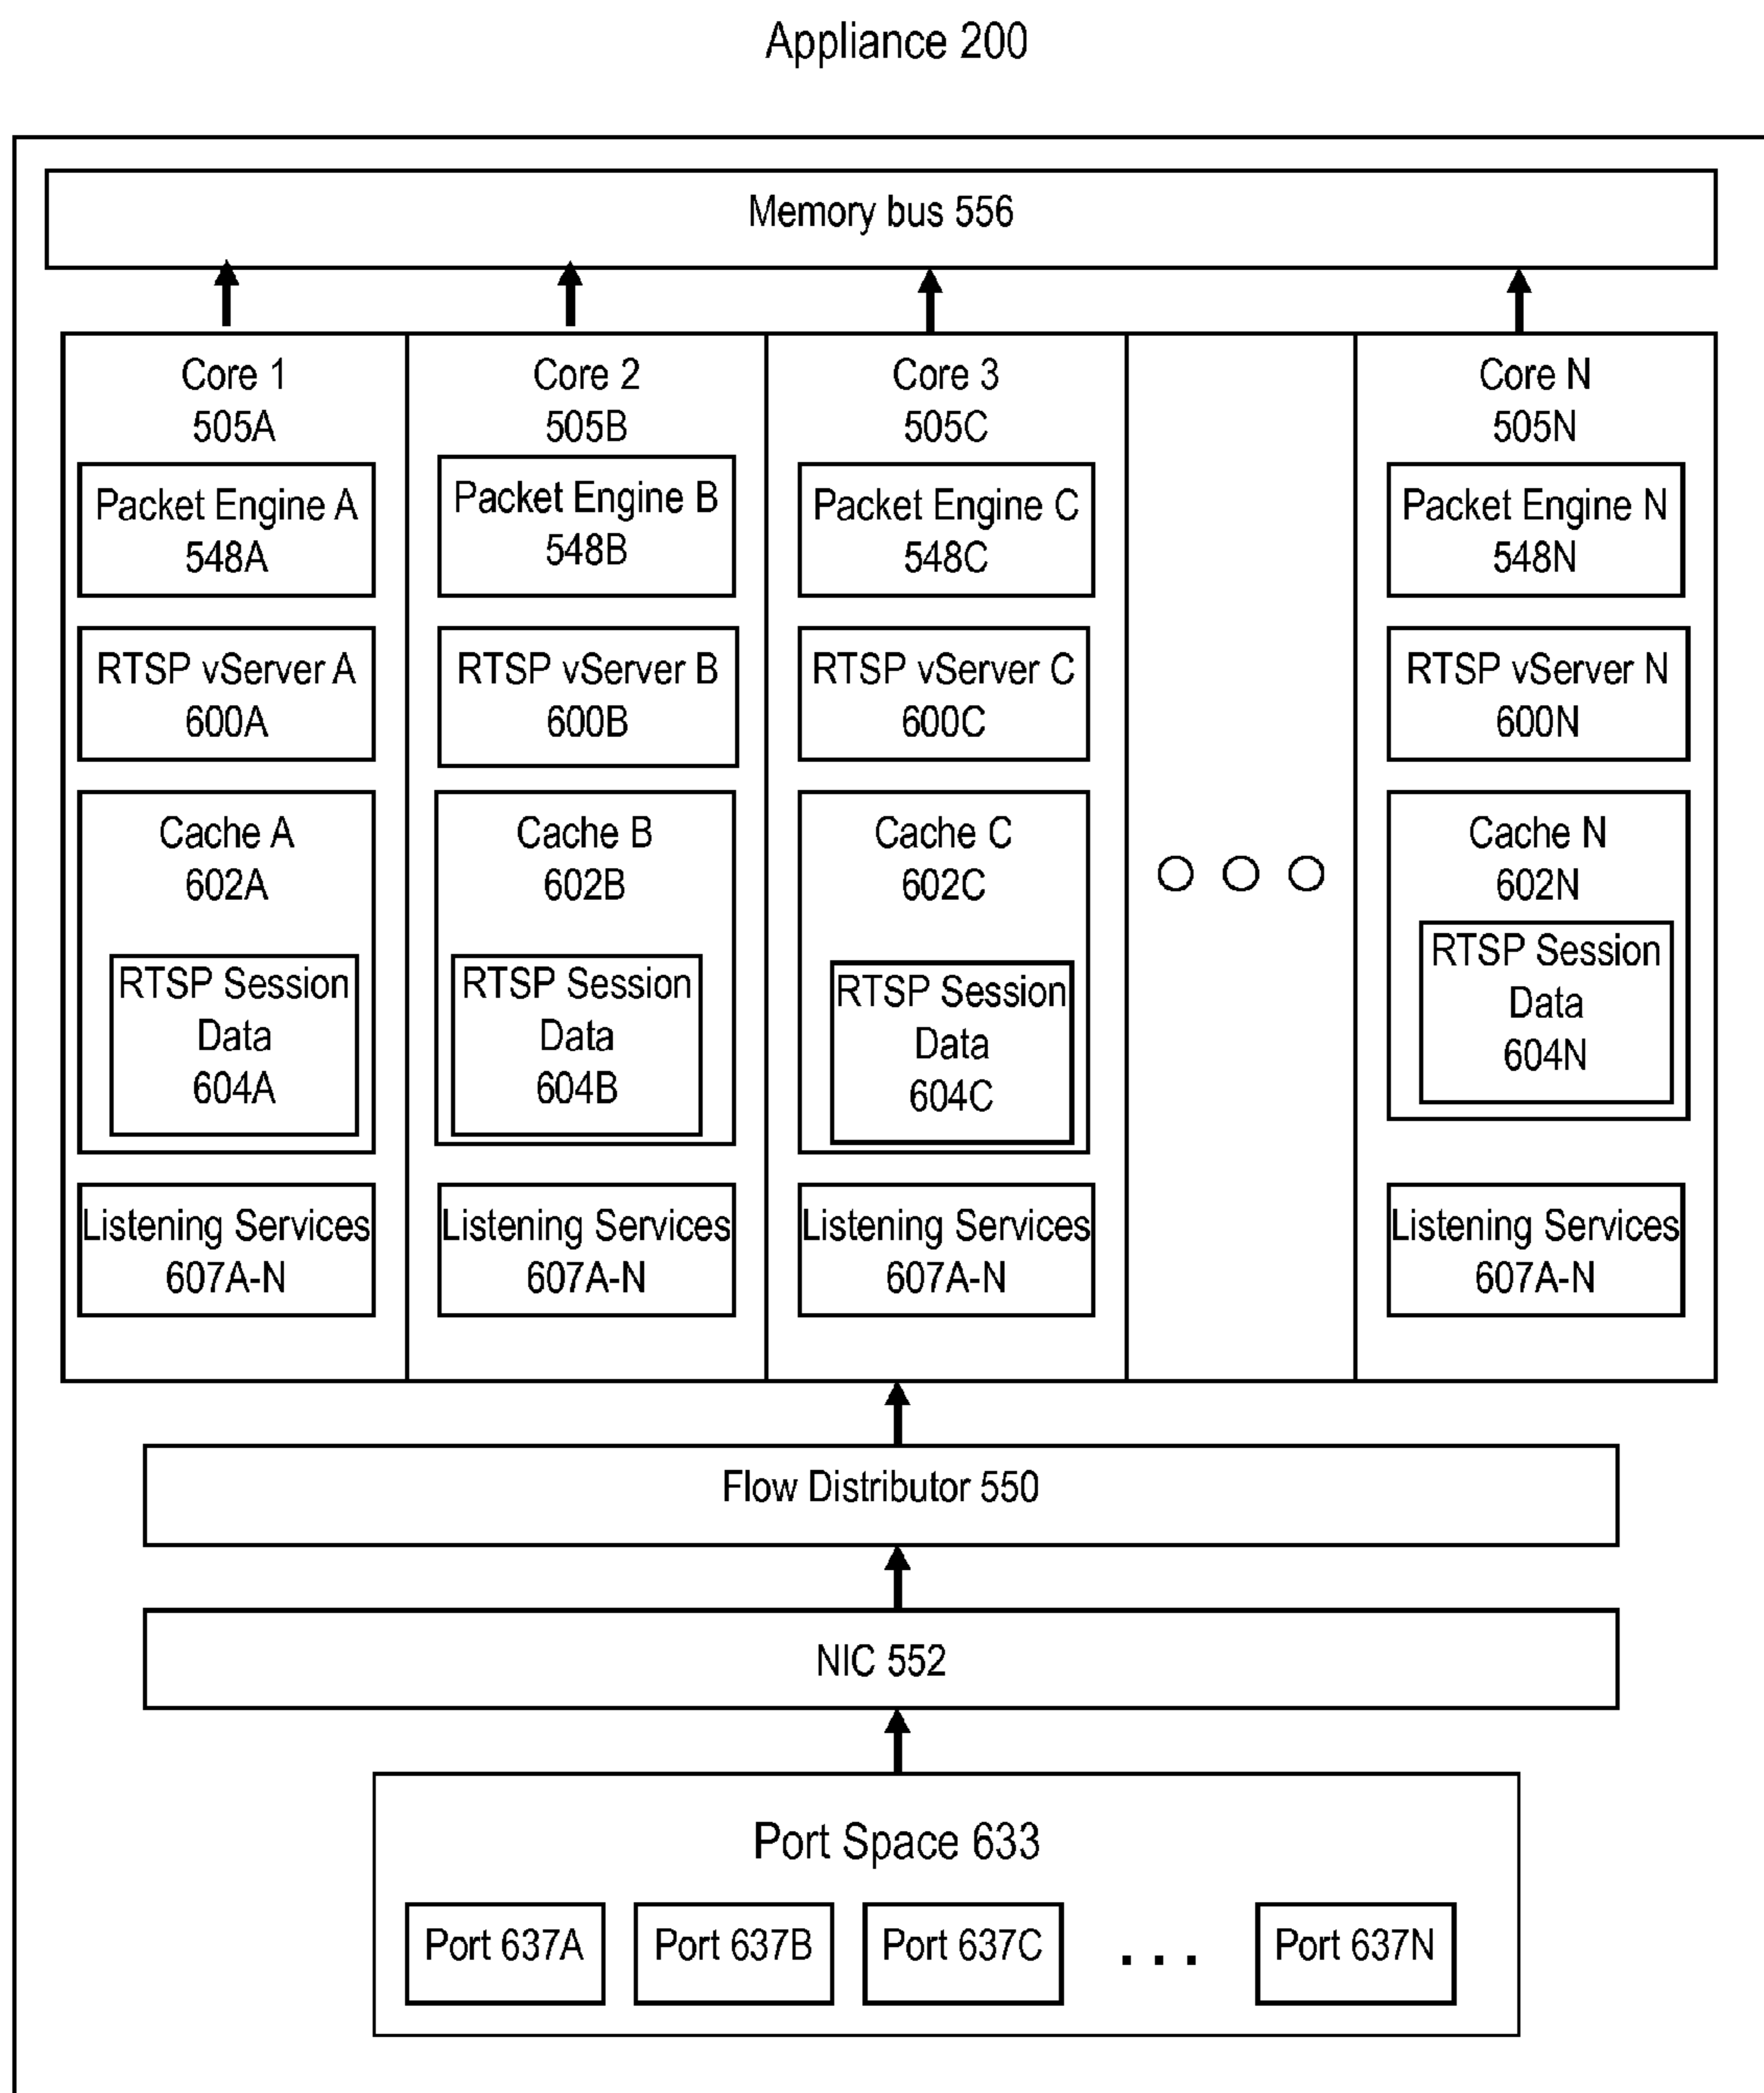 Appliance 200
Memory bus 556
Core 1
505A
Packet Engine A
548A
RTSP vServer A
600A
Cache A
602A
RTSP Session
Data
604A
Listening Services
607A-N
Core 2
505B
Packet Engine B
548B
RTSP vServer B
600B
Cache B
602B
RTSP Session
Data
604B
Listening Services
607A-N
Core 3
505C
Packet Engine C
548C
RTSP vServer C
600C
Cache C
602C
RTSP Session
Data
604C
Listening Services
607A-N
Core N
505N
Packet Engine N
548N
RTSP vServer N
600N
Cache N
602N
RTSP Session
Data
604N
Listening Services
607A-N
Flow Distributor 550
NIC 552
Port Space 633
Port 637A
Port 637B
Port 637C
. . .
Port 637N